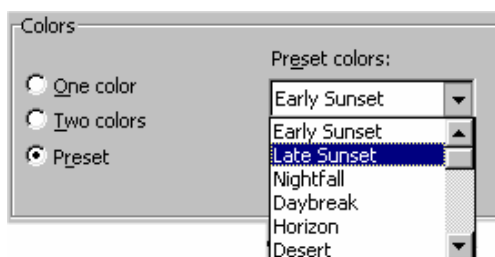 Colors
One color
Two colors
Preset
Preset colors:
Early Sunset
Early Sunset
Late Sunset
Nightfall
Daybreak
Horizon
Desert